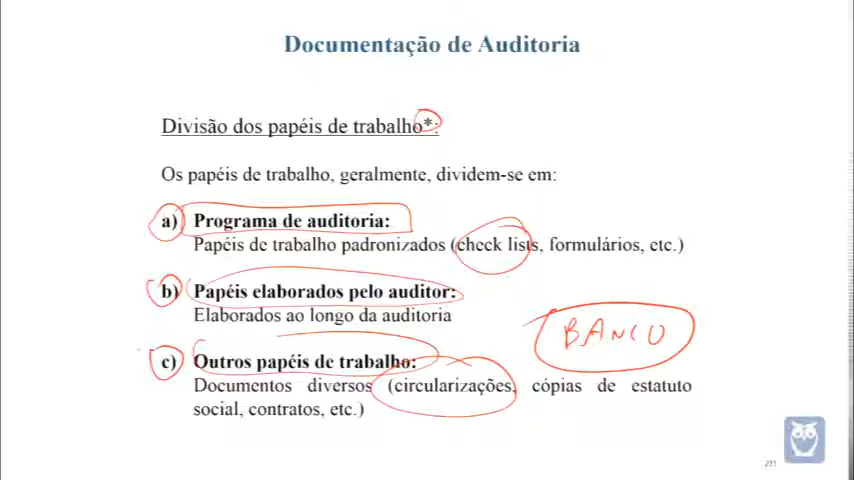 Documentação de Auditoria
Divisão dos papéis de trabalho*:
Os papéis de trabalho, geralmente, dividem-se em:
a) Programa de auditoria:
Papéis de trabalho padronizados (check lists, formulários, etc.)
b) Papéis elaborados pelo auditor:
Elaborados ao longo da auditoria
BANCO
c) Outros papéis de trabalho:
Documentos diversos (circularizações, cópias de estatuto
social, contratos, etc.)